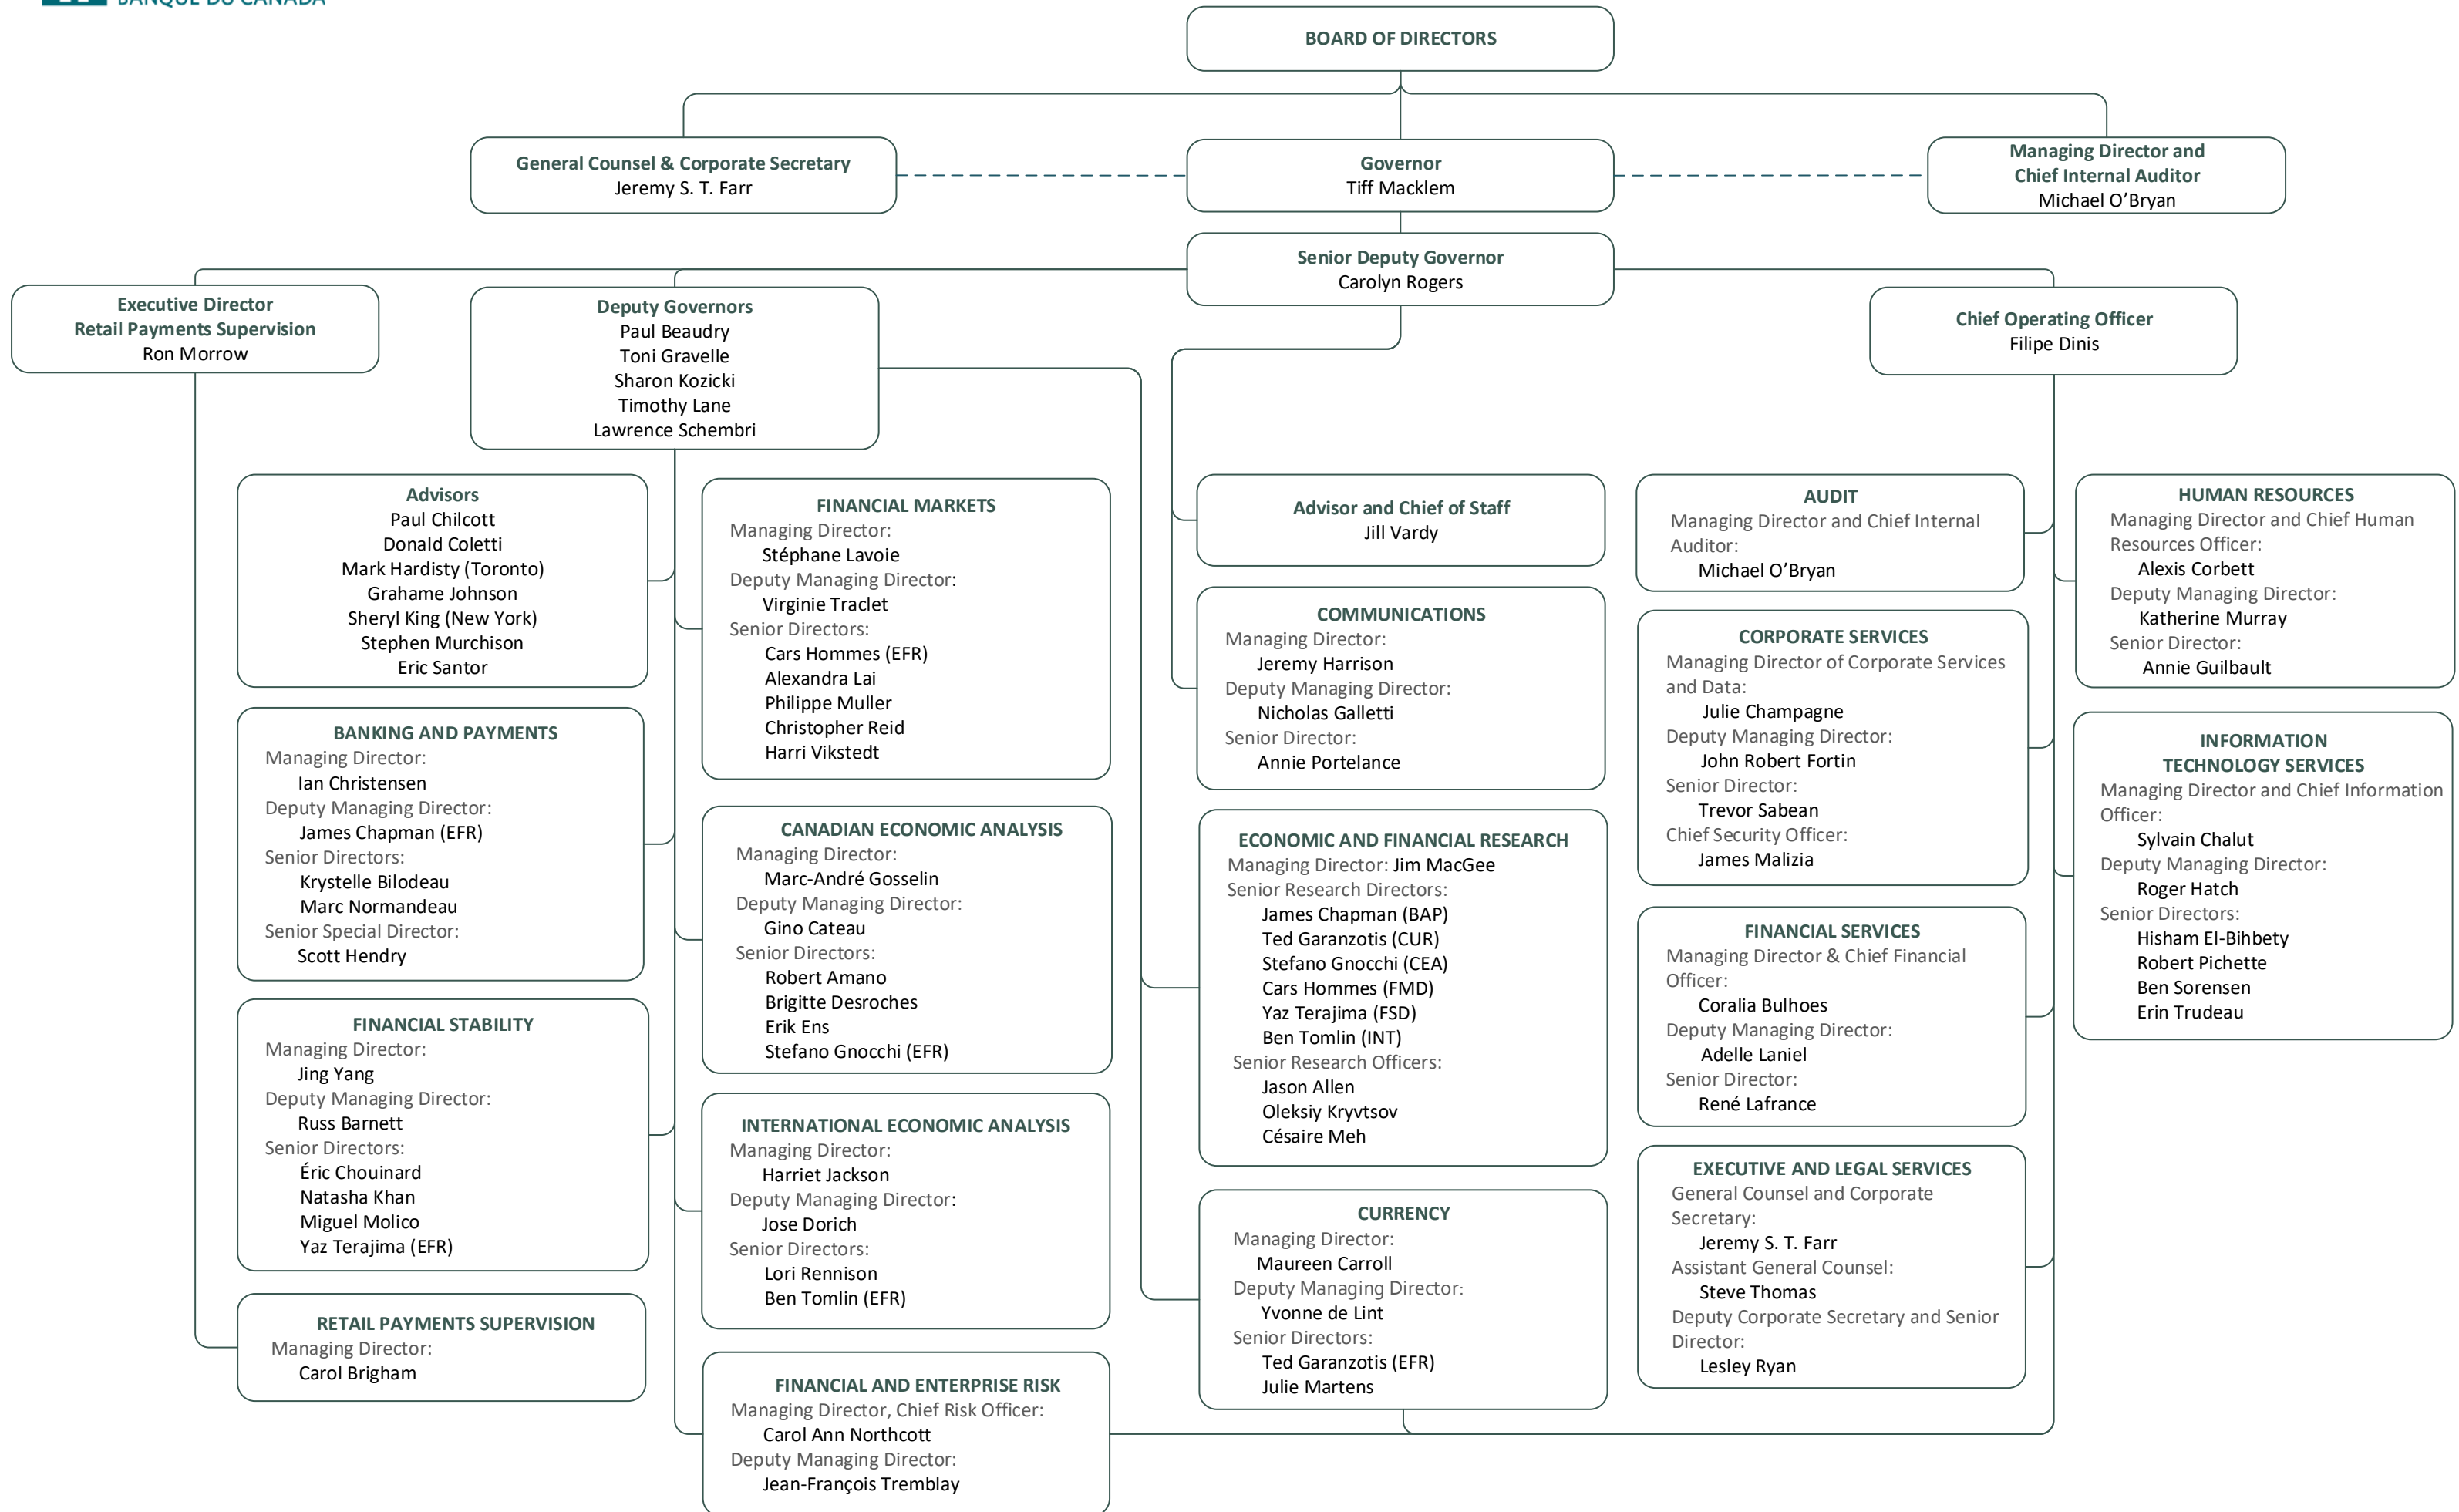 BANQUE DU CANADA
BOARD OF DIRECTORS
General Counsel & Corporate Secretary
Jeremy S. T. Farr
Governor
Tiff Macklem
Managing Director and
Chief Internal Auditor
Michael O’Bryan
Senior Deputy Governor
Carolyn Rogers
Executive Director
Retail Payments Supervision
Ron Morrow
Deputy Governors
Paul Beaudry
Toni Gravelle
Sharon Kozicki
Timothy Lane
Lawrence Schembri
Chief Operating Officer
Filipe Dinis
Advisors
Paul Chilcott
Donald Coletti
Mark Hardisty (Toronto)
Grahame Johnson
Sheryl King (New York)
Stephen Murchison
Eric Santor
BANKING AND PAYMENTS
Managing Director:
Ian Christensen
Deputy Managing Director:
James Chapman (EFR)
Senior Directors:
Krystelle Bilodeau
Marc Normandeau
Senior Special Director:
Scott Hendry
FINANCIAL STABILITY
Managing Director:
Jing Yang
Deputy Managing Director:
Russ Barnett
Senior Directors:
Éric Chouinard
Natasha Khan
Miguel Molico
Yaz Terajima (EFR)
RETAIL PAYMENTS SUPERVISION
Managing Director:
Carol Brigham
FINANCIAL MARKETS
Managing Director:
Stéphane Lavoie
Deputy Managing Director:
Virginie Traclet
Senior Directors:
Cars Hommes (EFR)
Alexandra Lai
Philippe Muller
Christopher Reid
Harri Vikstedt
CANADIAN ECONOMIC ANALYSIS
Managing Director:
Marc-André Gosselin
Deputy Managing Director:
Gino Cateau
Senior Directors:
Robert Amano
Brigitte Desroches
Erik Ens
Stefano Gnocchi (EFR)
INTERNATIONAL ECONOMIC ANALYSIS
Managing Director:
Harriet Jackson
Deputy Managing Director:
Jose Dorich
Senior Directors:
Lori Rennison
Ben Tomlin (EFR)
FINANCIAL AND ENTERPRISE RISK
Managing Director, Chief Risk Officer:
Carol Ann Northcott
Deputy Managing Director:
Jean-François Tremblay
Advisor and Chief of Staff
Jill Vardy
COMMUNICATIONS
Managing Director:
Jeremy Harrison
Deputy Managing Director:
Nicholas Galletti
Senior Director:
Annie Portelance
ECONOMIC AND FINANCIAL RESEARCH
Managing Director: Jim MacGee
Senior Research Directors:
James Chapman (BAP)
Ted Garanzotis (CUR)
Stefano Gnocchi (CEA)
Cars Hommes (FMD)
Yaz Terajima (FSD)
Ben Tomlin (INT)
Senior Research Officers:
Jason Allen
Oleksiy Kryvtsov
Césaire Meh
CURRENCY
Managing Director:
Maureen Carroll
Deputy Managing Director:
Yvonne de Lint
Senior Directors:
Ted Garanzotis (EFR)
Julie Martens
AUDIT
Managing Director and Chief Internal
Auditor:
Michael O’Bryan
CORPORATE SERVICES
Managing Director of Corporate Services
and Data:
Julie Champagne
Deputy Managing Director:
John Robert Fortin
Senior Director:
Trevor Sabean
Chief Security Officer:
James Malizia
FINANCIAL SERVICES
Managing Director & Chief Financial
Officer:
Coralia Bulhoes
Deputy Managing Director:
Adelle Laniel
Senior Director:
René Lafrance
EXECUTIVE AND LEGAL SERVICES
General Counsel and Corporate
Secretary:
Jeremy S. T. Farr
Assistant General Counsel:
Steve Thomas
Deputy Corporate Secretary and Senior
Director:
Lesley Ryan
HUMAN RESOURCES
Managing Director and Chief Human
Resources Officer:
Alexis Corbett
Deputy Managing Director:
Katherine Murray
Senior Director:
Annie Guilbault
INFORMATION
TECHNOLOGY SERVICES
Managing Director and Chief Information
Officer:
Sylvain Chalut
Deputy Managing Director:
Roger Hatch
Senior Directors:
Hisham El-Bihbety
Robert Pichette
Ben Sorensen
Erin Trudeau